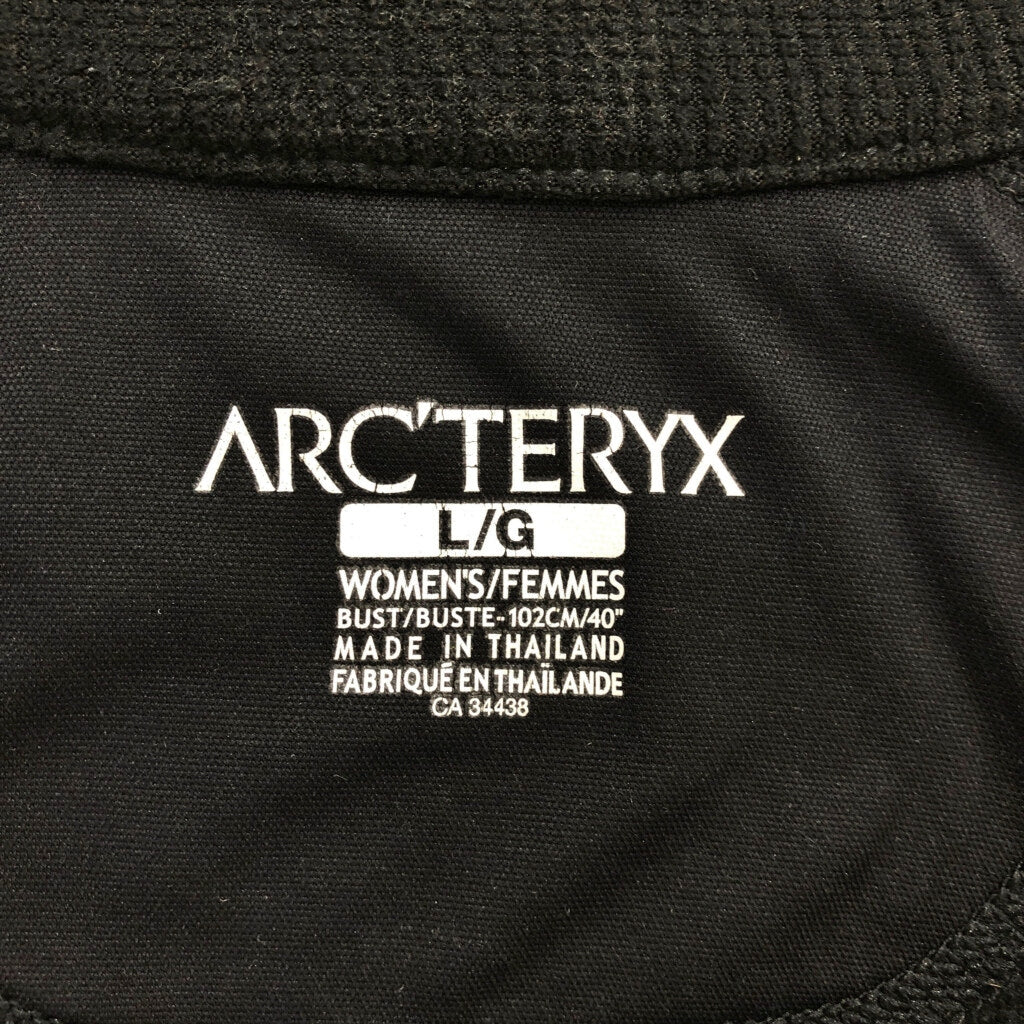 ARC'TERYX
L/G
WOMEN'S/FEMMES
BUST/BUSTE-102CM/40"
MADE IN THAILAND
FABRIQUÉ EN THAÏLANDE
CA 34438